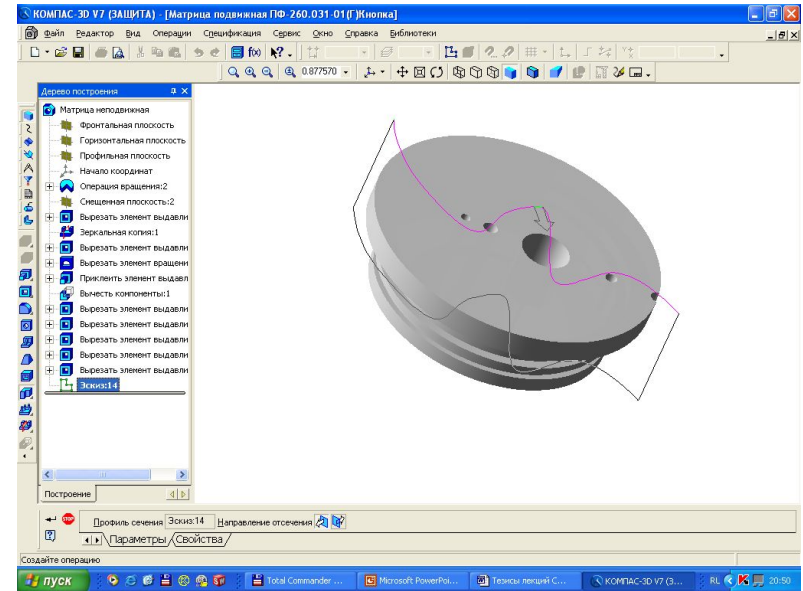 КОМПАС-3D V7 (ЗАЩИТА) - [Матрица подвижная ПФ-260.031-01(Г)Кнопка]
Файл Редактор Вид Операции Спецификация Сервис Окно Справка Библиотеки
f(x)
0.877570
Дерево построения
Матрица неподвижная
Фронтальная плоскость
Горизонтальная плоскость
Профильная плоскость
Начало координат
Операция вращения:2
Смещенная плоскость:2
Вырезать элемент выдавли
Зеркальная копия:1
Вырезать элемент выдавли
Вырезать элемент вращени
Приклеить элемент выдавл
Вычесть компоненты:1
Вырезать элемент выдавли
Вырезать элемент выдавли
Вырезать элемент выдавли
Вырезать элемент выдавли
Вырезать элемент выдавли
Эскиз:14
Построение
STOP Профиль сечения Эскиз:14 Направление отсечения
Параметры Свойства
Создайте операцию
пуск Total Commander ... Microsoft PowerPoi... Тезисы лекций С... КОМПАС-3D V7 (З... RL 20:50